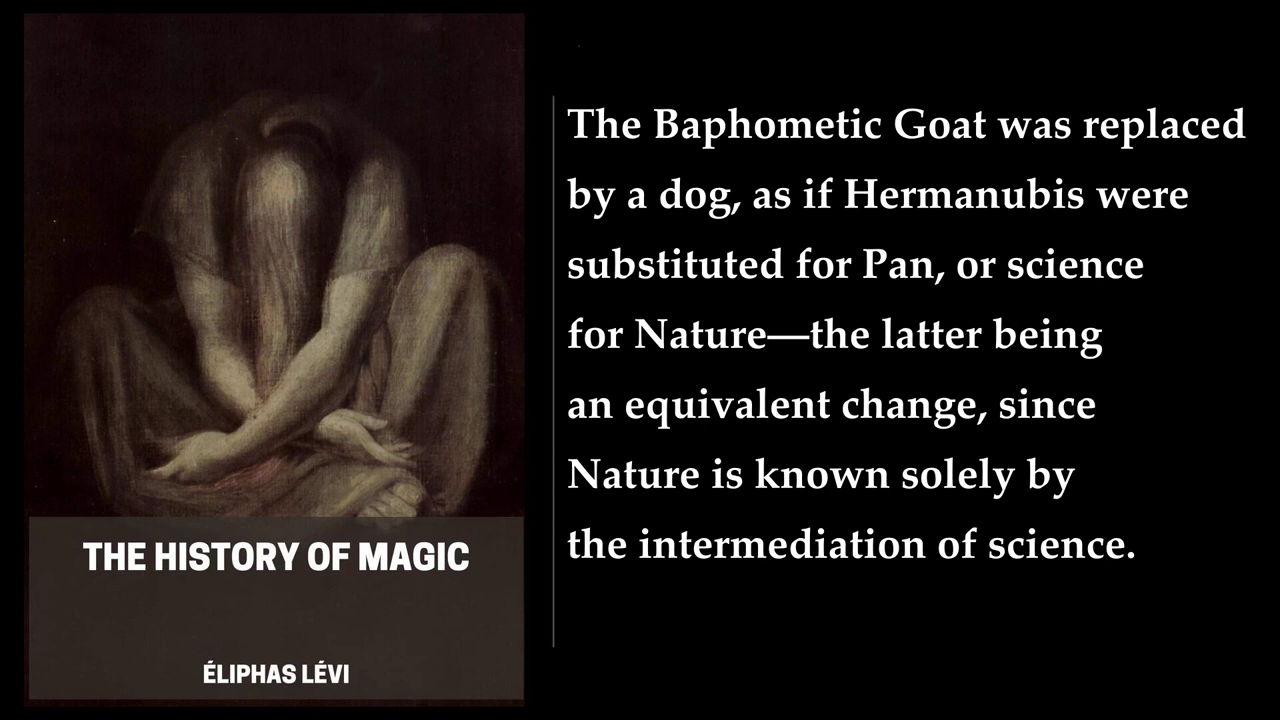 The Baphometic Goat was replaced
by a dog, as if Hermanubis were
substituted for Pan, or science
for Nature—the latter being
an equivalent change, since
Nature is known solely by
the intermediation of science.
THE HISTORY OF MAGIC
ÉLIPHAS LÉVI